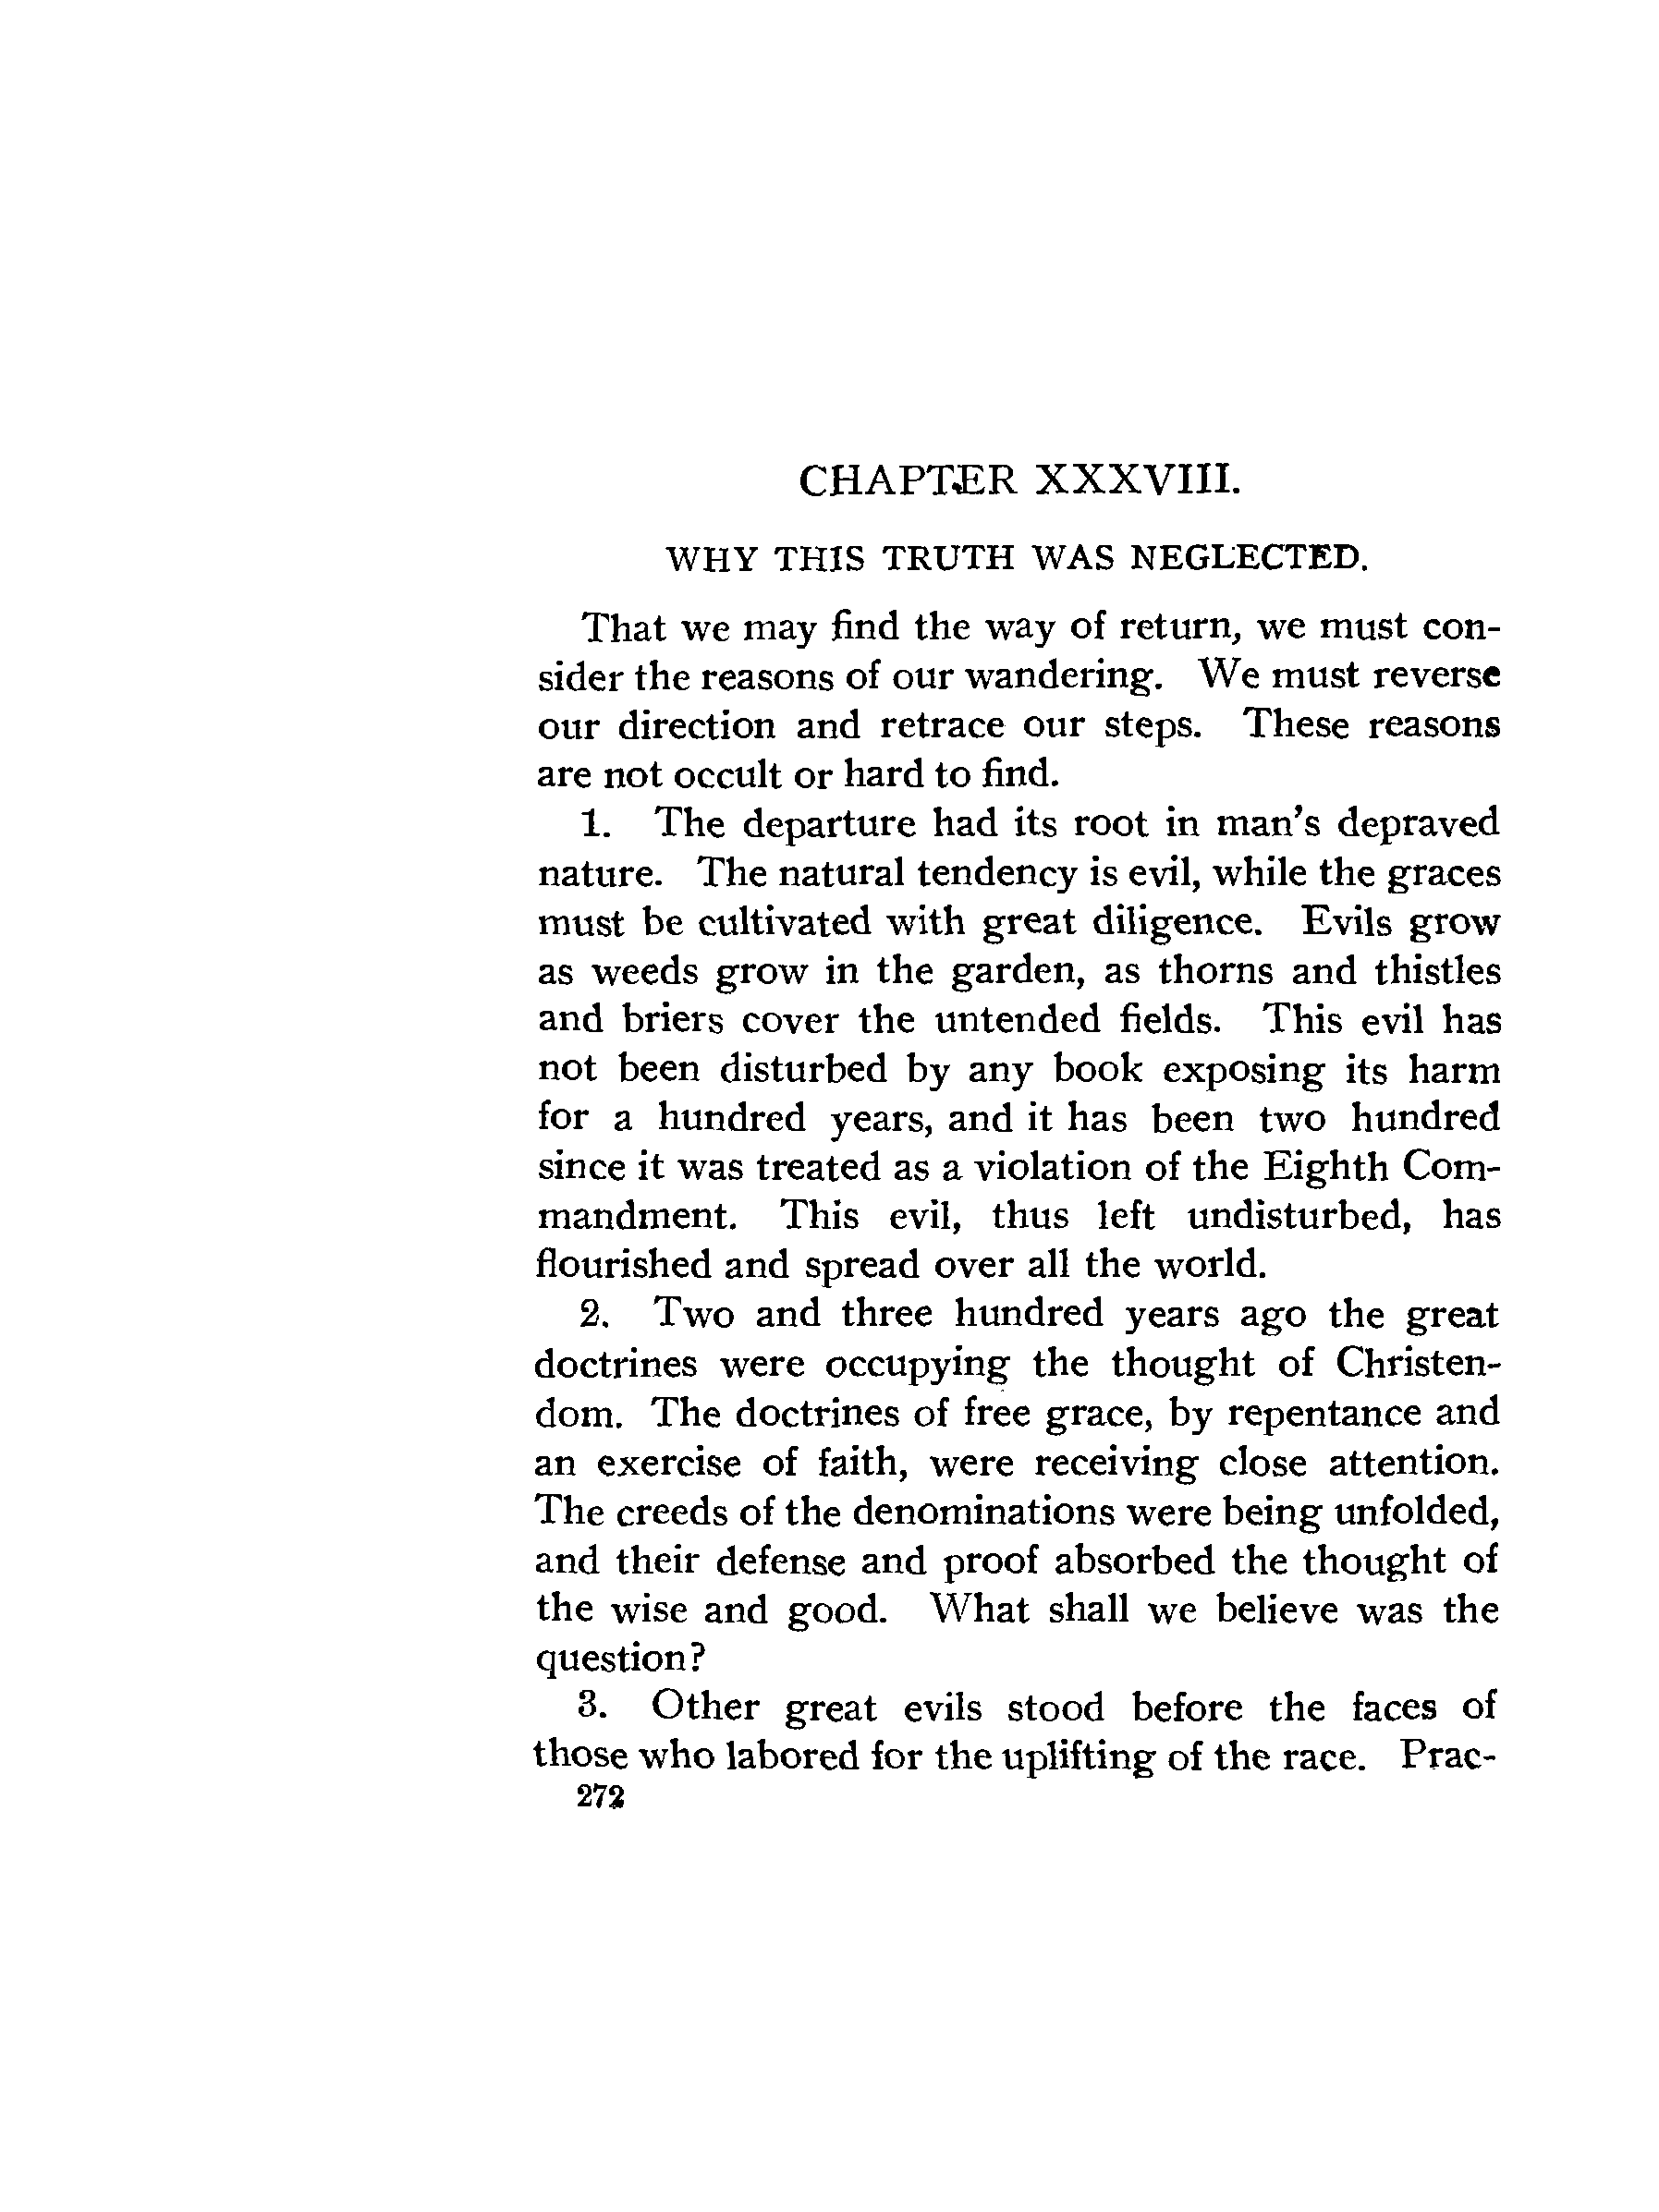 CHAPTER XXXVIII.
WHY THIS TRUTH WAS NEGLECTED.
That we may find the way of return, we must con-
sider the reasons of our wandering. We must reverse
our direction and retrace our steps. These reasons
are not occult or hard to find.
1. The departure had its root in man's depraved
nature. The natural tendency is evil, while the graces
must be cultivated with great diligence. Evils grow
as weeds grow in the garden, as thorns and thistles
and briers cover the untended fields. This evil has
not been disturbed by any book exposing its harm
for a hundred years, and it has been two hundred
since it was treated as a violation of the Eighth Com-
mandment. This evil, thus left undisturbed, has
flourished and spread over all the world.
2. Two and three hundred years ago the great
doctrines were occupying the thought of Christen-
dom. The doctrines of free grace, by repentance and
an exercise of faith, were receiving close attention.
The creeds of the denominations were being unfolded,
and their defense and proof absorbed the thought of
the wise and good. What shall we believe was the
question?
3. Other great evils stood before the faces of
those who labored for the uplifting of the race. Prac-
272